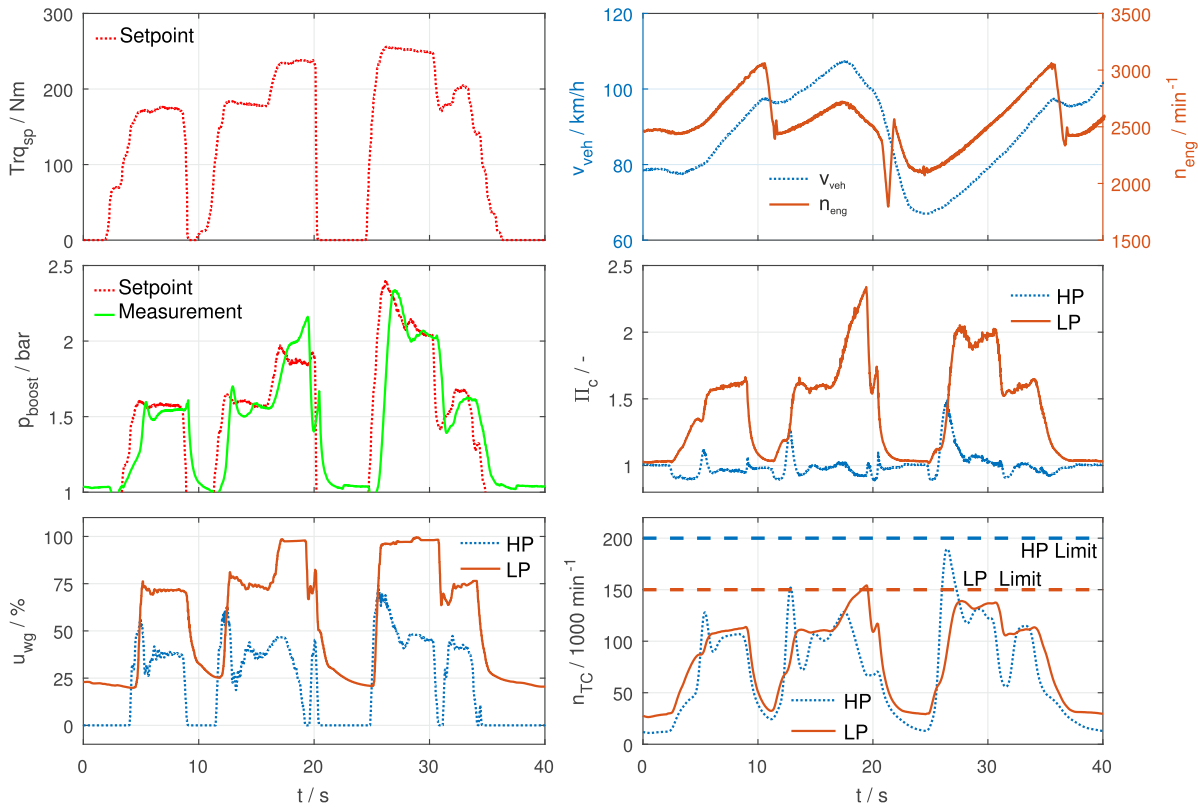 300
200
100
0
Trq_sp / Nm
Setpoint
120
100
80
60
v_veh / km/h
3500
3000
2500
2000
1500
n_eng / min^-1
v_veh
n_eng
2.5
2
1.5
1
p_boost / bar
Setpoint
Measurement
2.5
2
1.5
1
Π_c / -
HP
LP
100
75
50
25
0
u_wg / %
HP
LP
0 10 20 30 40
t / s
200
150
100
50
0
n_TC / 1000 min^-1
HP Limit
LP Limit
HP
LP
0 10 20 30 40
t / s